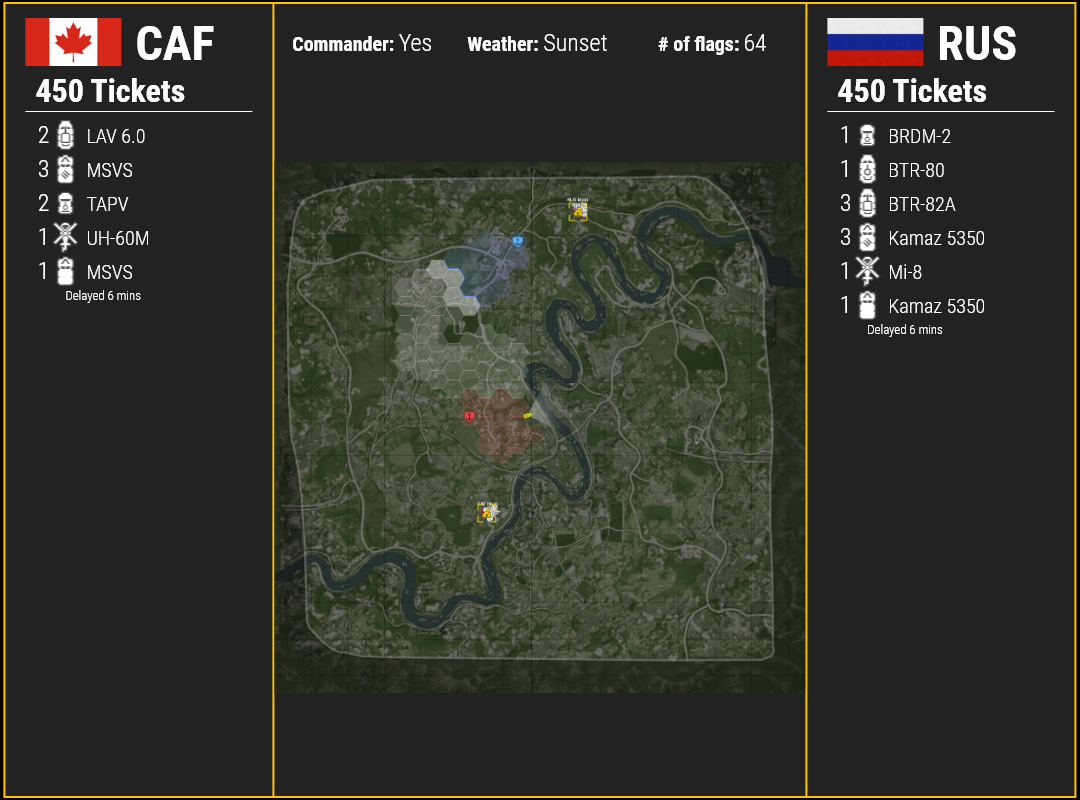 CAF
450 Tickets
2 LAV 6.0
3 MSVS
2 TAPV
1 UH-60M
1 MSVS
Delayed 6 mins
Commander: Yes Weather: Sunset # of flags: 64
RUS
450 Tickets
1 BRDM-2
1 BTR-80
3 BTR-82A
3 Kamaz 5350
1 Mi-8
1 Kamaz 5350
Delayed 6 mins